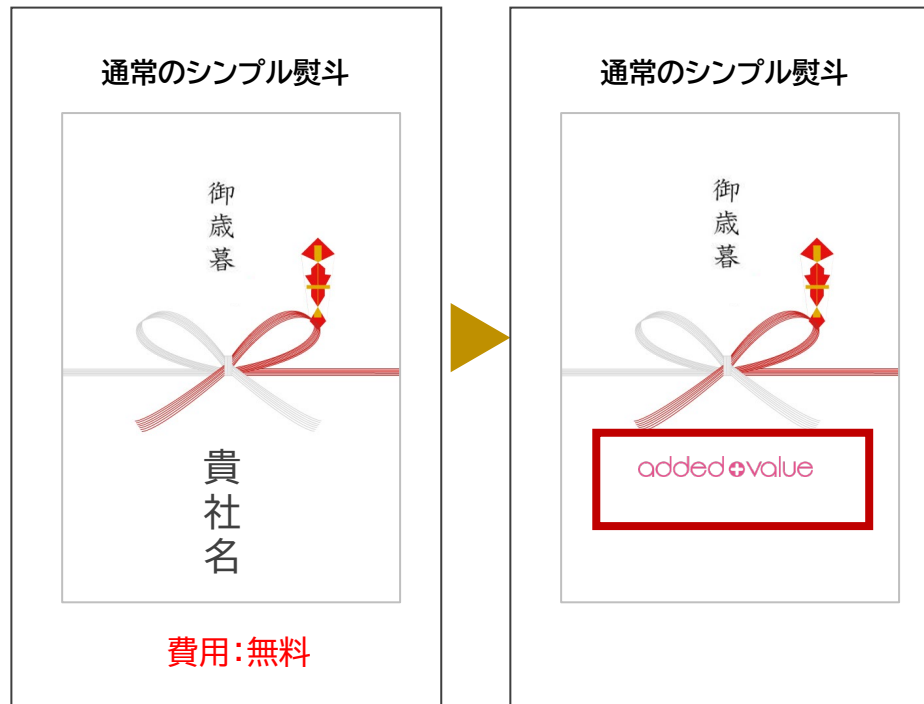 通常のシンプル熨斗
御歳暮
貴社名
費用：無料
通常のシンプル熨斗
御歳暮
added+value